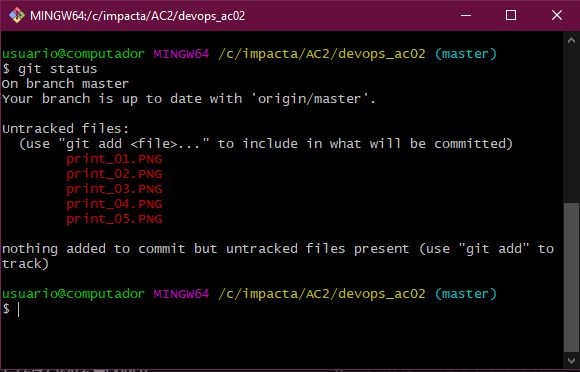 MINGW64:/c/impacta/AC2/devops_ac02
usuario@computador MINGW64 /c/impacta/AC2/devops_ac02 (master)
$ git status
On branch master
Your branch is up to date with 'origin/master'.
Untracked files:
  (use "git add <file>..." to include in what will be committed)
        print_01.PNG
        print_02.PNG
        print_03.PNG
        print_04.PNG
        print_05.PNG
nothing added to commit but untracked files present (use "git add" to
track)
usuario@computador MINGW64 /c/impacta/AC2/devops_ac02 (master)
$